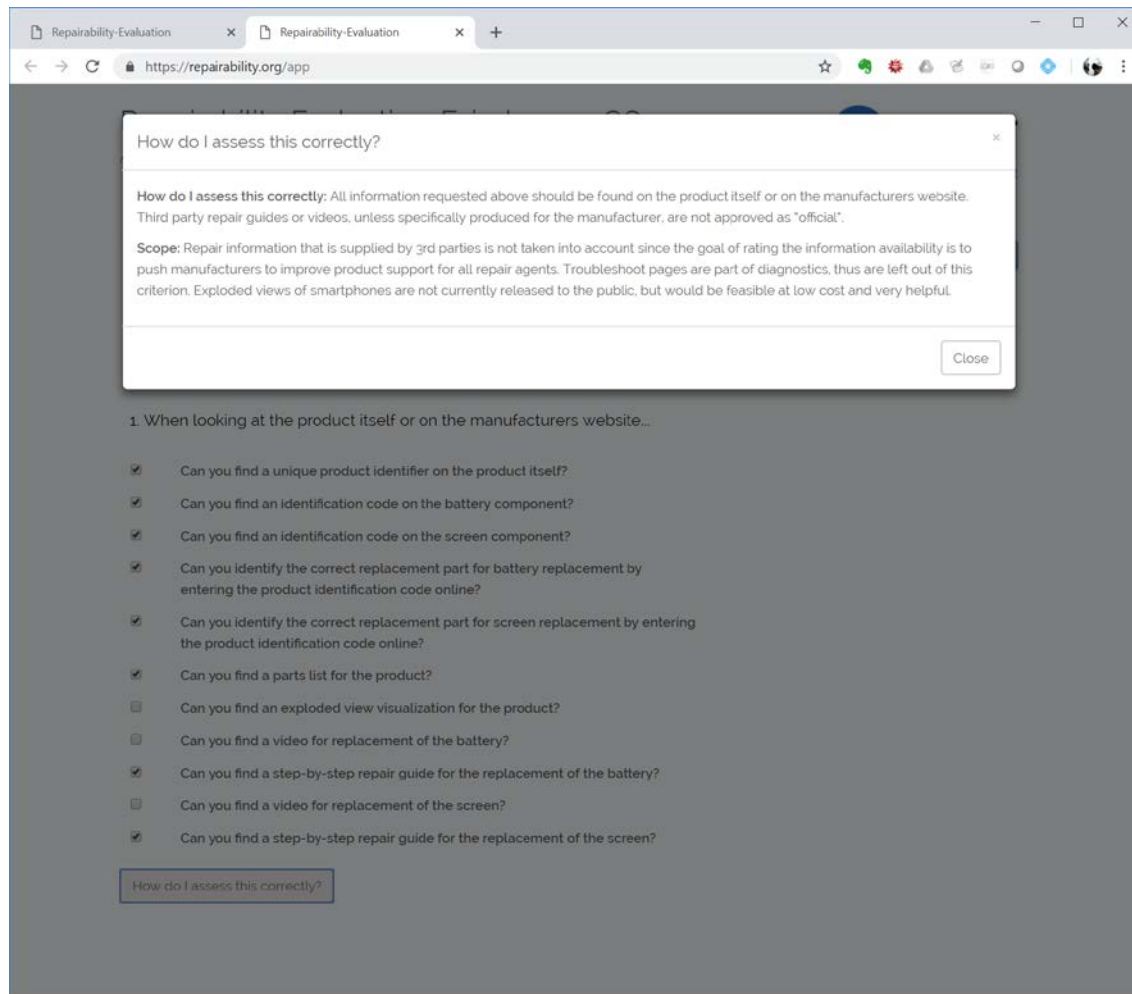 Repairability-Evaluation
Repairability-Evaluation
https://repairability.org/app
How do I assess this correctly?
How do I assess this correctly: All information requested above should be found on the product itself or on the manufacturers website.
Third party repair guides or videos, unless specifically produced for the manufacturer, are not approved as "official".
Scope: Repair information that is supplied by 3rd parties is not taken into account since the goal of rating the information availability is to
push manufacturers to improve product support for all repair agents. Troubleshoot pages are part of diagnostics, thus are left out of this
criterion. Exploded views of smartphones are not currently released to the public, but would be feasible at low cost and very helpful.
Close
1. When looking at the product itself or on the manufacturers website...
Can you find a unique product identifier on the product itself?
Can you find an identification code on the battery component?
Can you find an identification code on the screen component?
Can you identify the correct replacement part for battery replacement by
entering the product identification code online?
Can you identify the correct replacement part for screen replacement by entering
the product identification code online?
Can you find a parts list for the product?
Can you find an exploded view visualization for the product?
Can you find a video for replacement of the battery?
Can you find a step-by-step repair guide for the replacement of the battery?
Can you find a video for replacement of the screen?
Can you find a step-by-step repair guide for the replacement of the screen?
How do I assess this correctly?